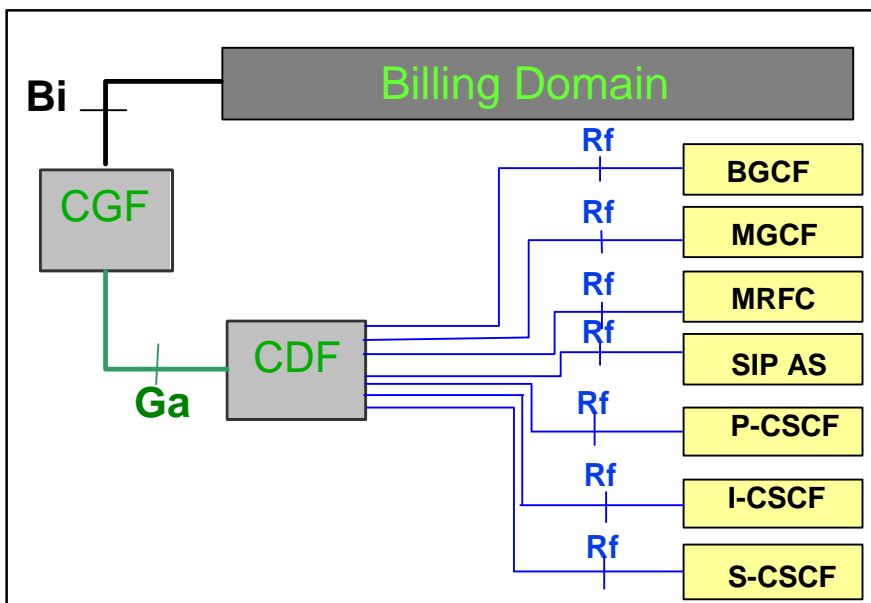 Billing Domain
Bi
Rf
BGCF
CGF
Rf
MGCF
Rf
MRFC
Rf
CDF
SIP AS
Ga
Rf
P-CSCF
Rf
I-CSCF
Rf
S-CSCF